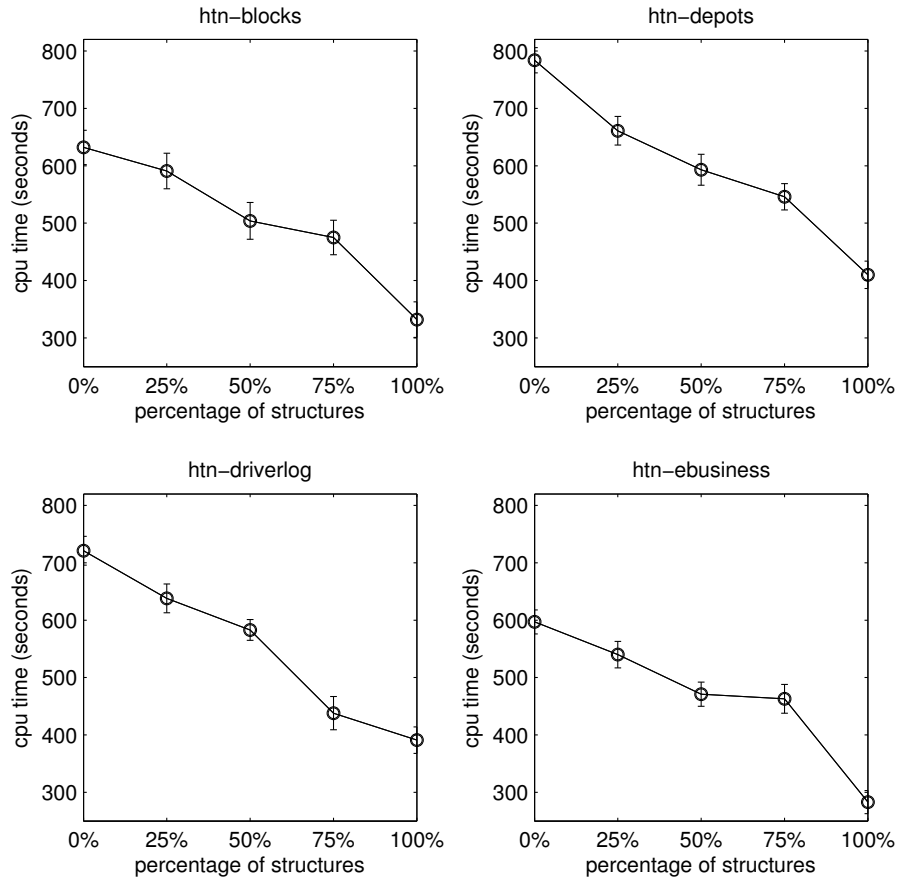 htn−blocks
800
700
600
500
400
300
cpu time (seconds)
0% 25% 50% 75% 100%
percentage of structures
htn−depots
800
700
600
500
400
300
cpu time (seconds)
0% 25% 50% 75% 100%
percentage of structures
htn−driverlog
800
700
600
500
400
300
cpu time (seconds)
0% 25% 50% 75% 100%
percentage of structures
htn−ebusiness
800
700
600
500
400
300
cpu time (seconds)
0% 25% 50% 75% 100%
percentage of structures